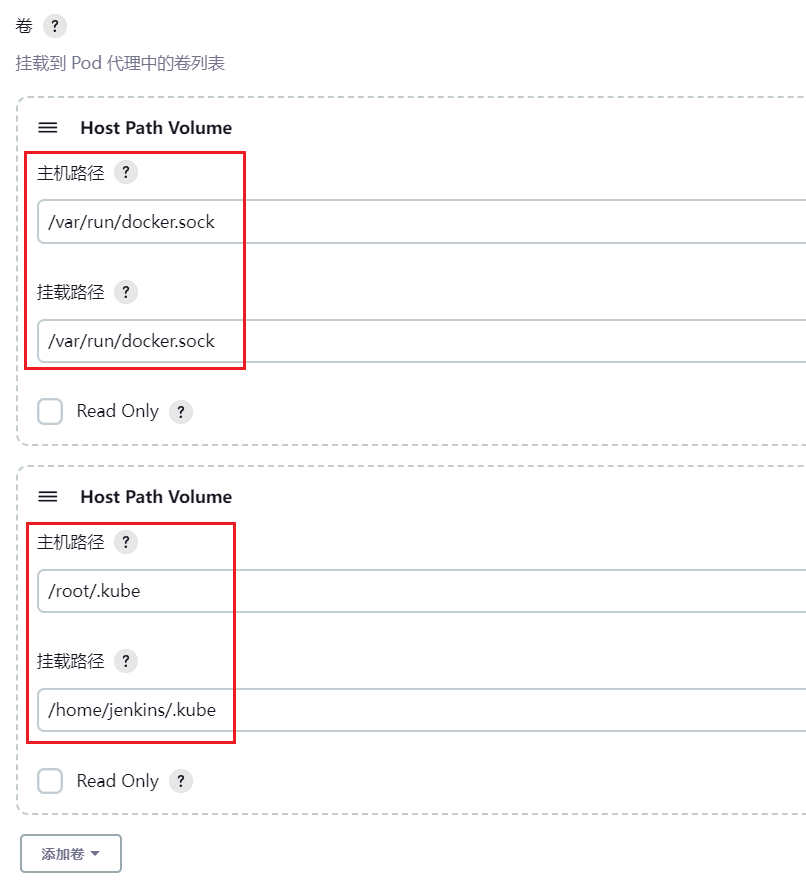 卷 ?
挂载到 Pod 代理中的卷列表
Host Path Volume
主机路径 ?
/var/run/docker.sock
挂载路径 ?
/var/run/docker.sock
Read Only ?
Host Path Volume
主机路径 ?
/root/.kube
挂载路径 ?
/home/jenkins/.kube
Read Only ?
添加卷